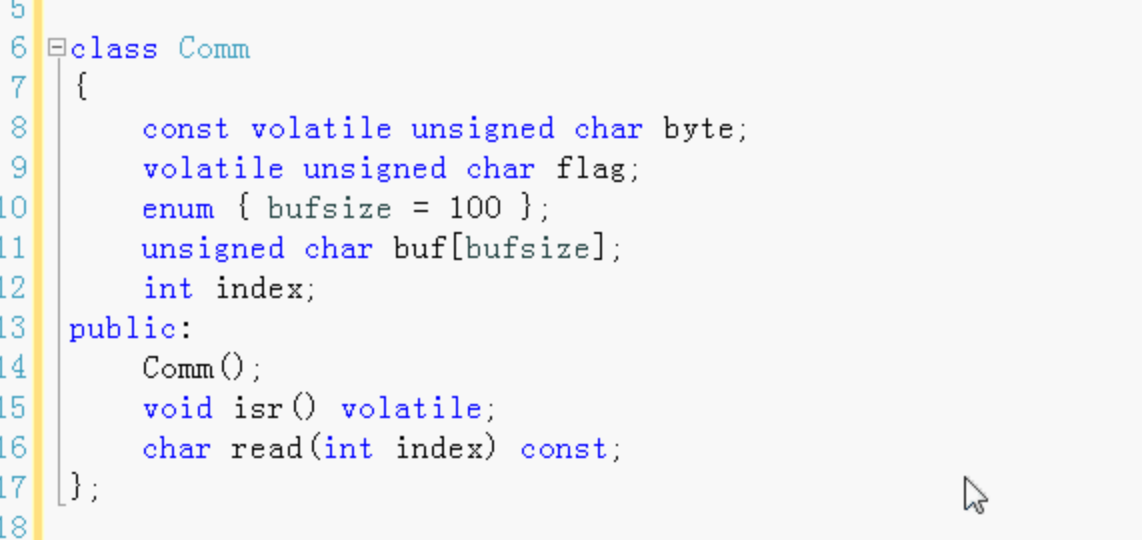 5
6 class Comm
7 {
8 const volatile unsigned char byte;
9 volatile unsigned char flag;
10 enum { bufsize = 100 };
11 unsigned char buf[bufsize];
12 int index;
13 public:
14 Comm();
15 void isr() volatile;
16 char read(int index) const;
17 };
18